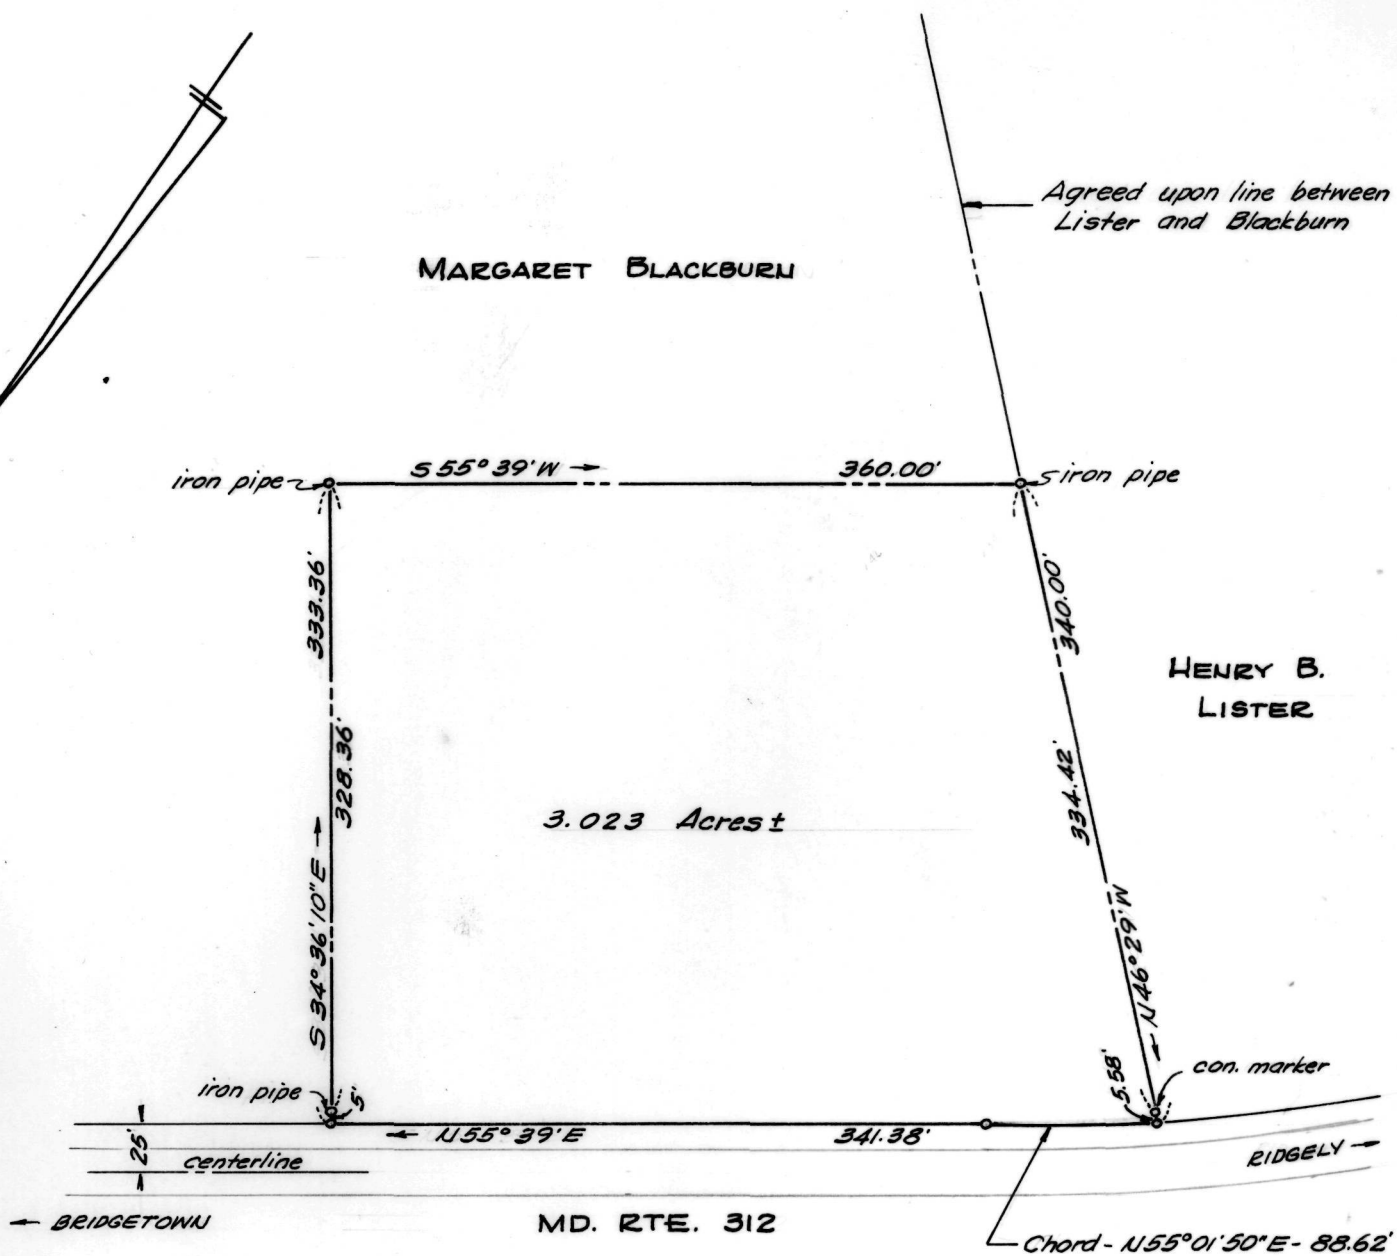 Agreed upon line between
Lister and Blackburn
MARGARET BLACKBURN
iron pipe
S 55° 39' W →
360.00'
iron pipe
333.36'
328.36'
S 34° 36' 10" E →
340.00'
334.42'
← N 46° 29' W
HENRY B.
LISTER
3.023 Acres ±
iron pipe
5'
5.58'
con. marker
← N 55° 39' E
341.38'
25'
centerline
RIDGELY →
← BRIDGETOWN
MD. RTE. 312
Chord - N 55° 01' 50" E - 88.62'